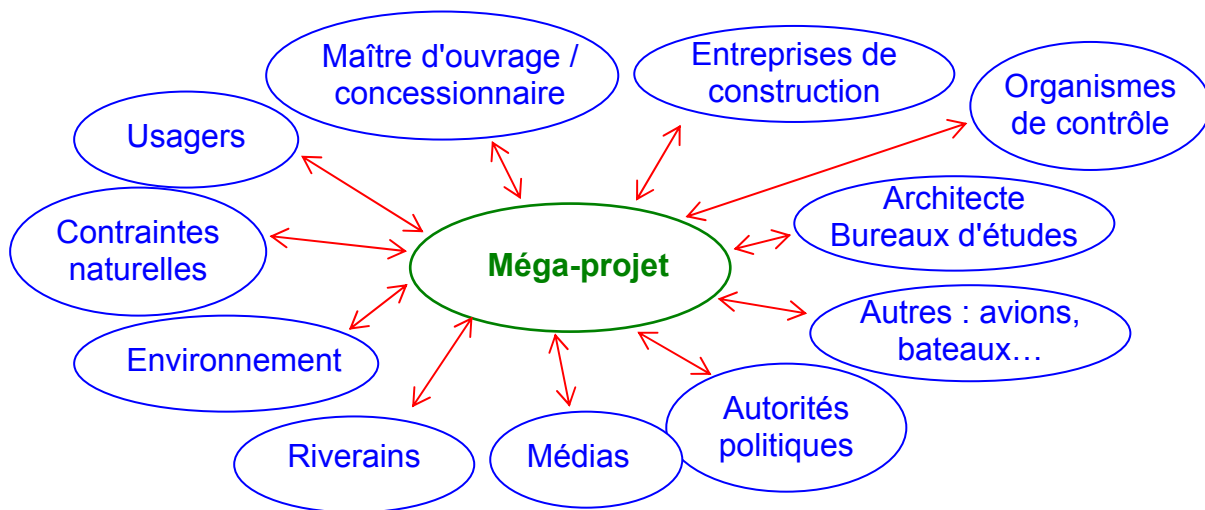 Maître d'ouvrage /
concessionnaire
Entreprises de
construction
Organismes
de contrôle
Usagers
Architecte
Bureaux d'études
Contraintes
naturelles
Méga-projet
Autres : avions,
bateaux…
Environnement
Autorités
politiques
Riverains
Médias